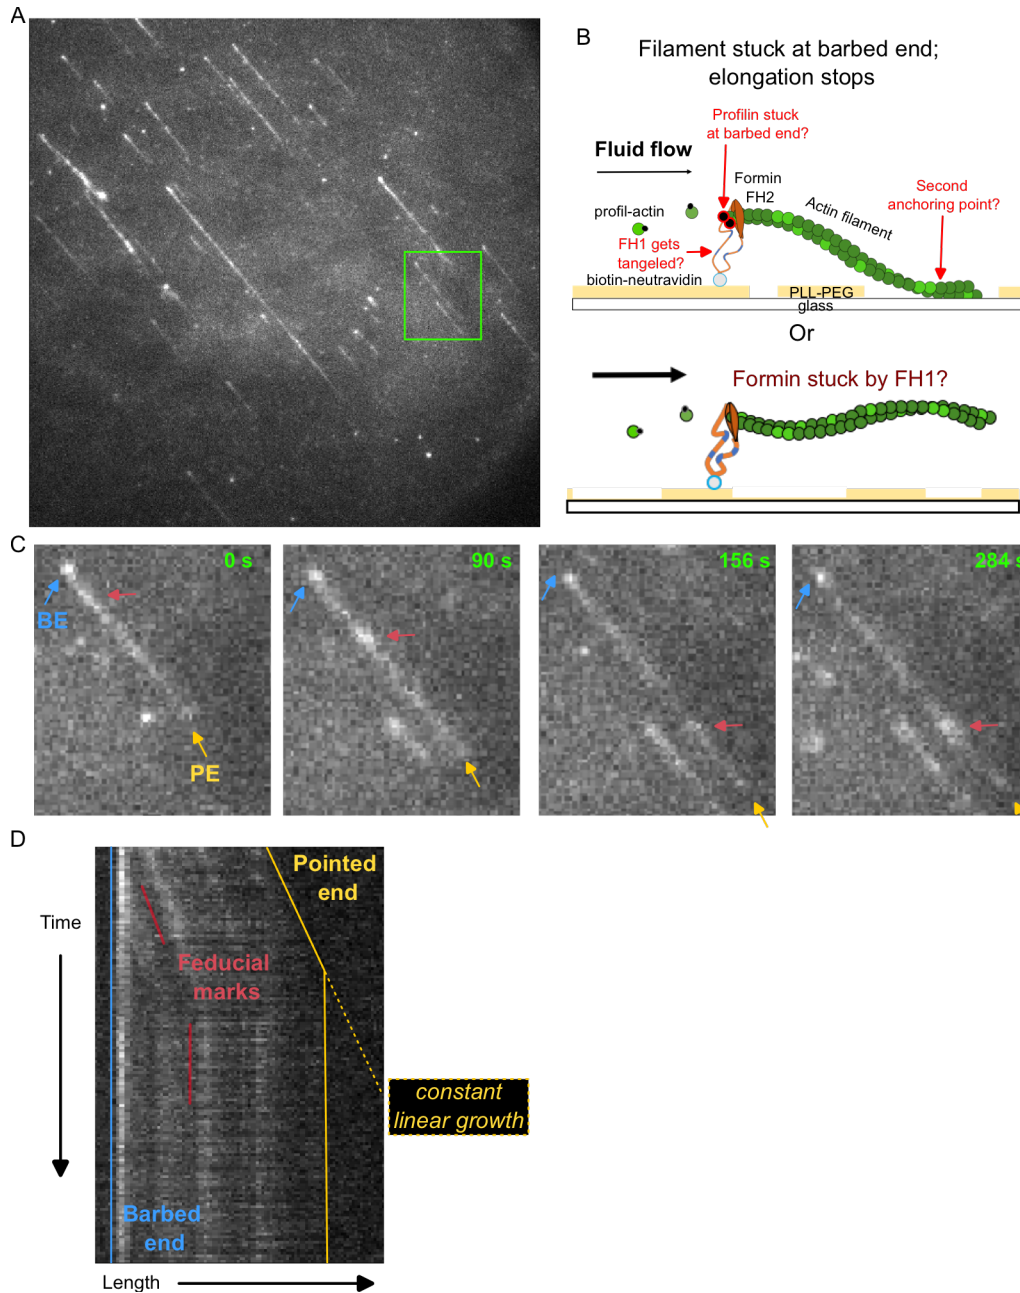 A
B
Filament stuck at barbed end;
elongation stops
Profilin stuck
at barbed end?
Fluid flow
Formin
FH2
Second
anchoring point?
profil-actin
Actin filament
FH1 gets
tangeled?
biotin-neutravidin
PLL-PEG
glass
Or
Formin stuck by FH1?
C
0 s
90 s
156 s
284 s
BE
PE
D
Pointed
end
Time
Feducial
marks
constant
linear growth
Barbed
end
Length